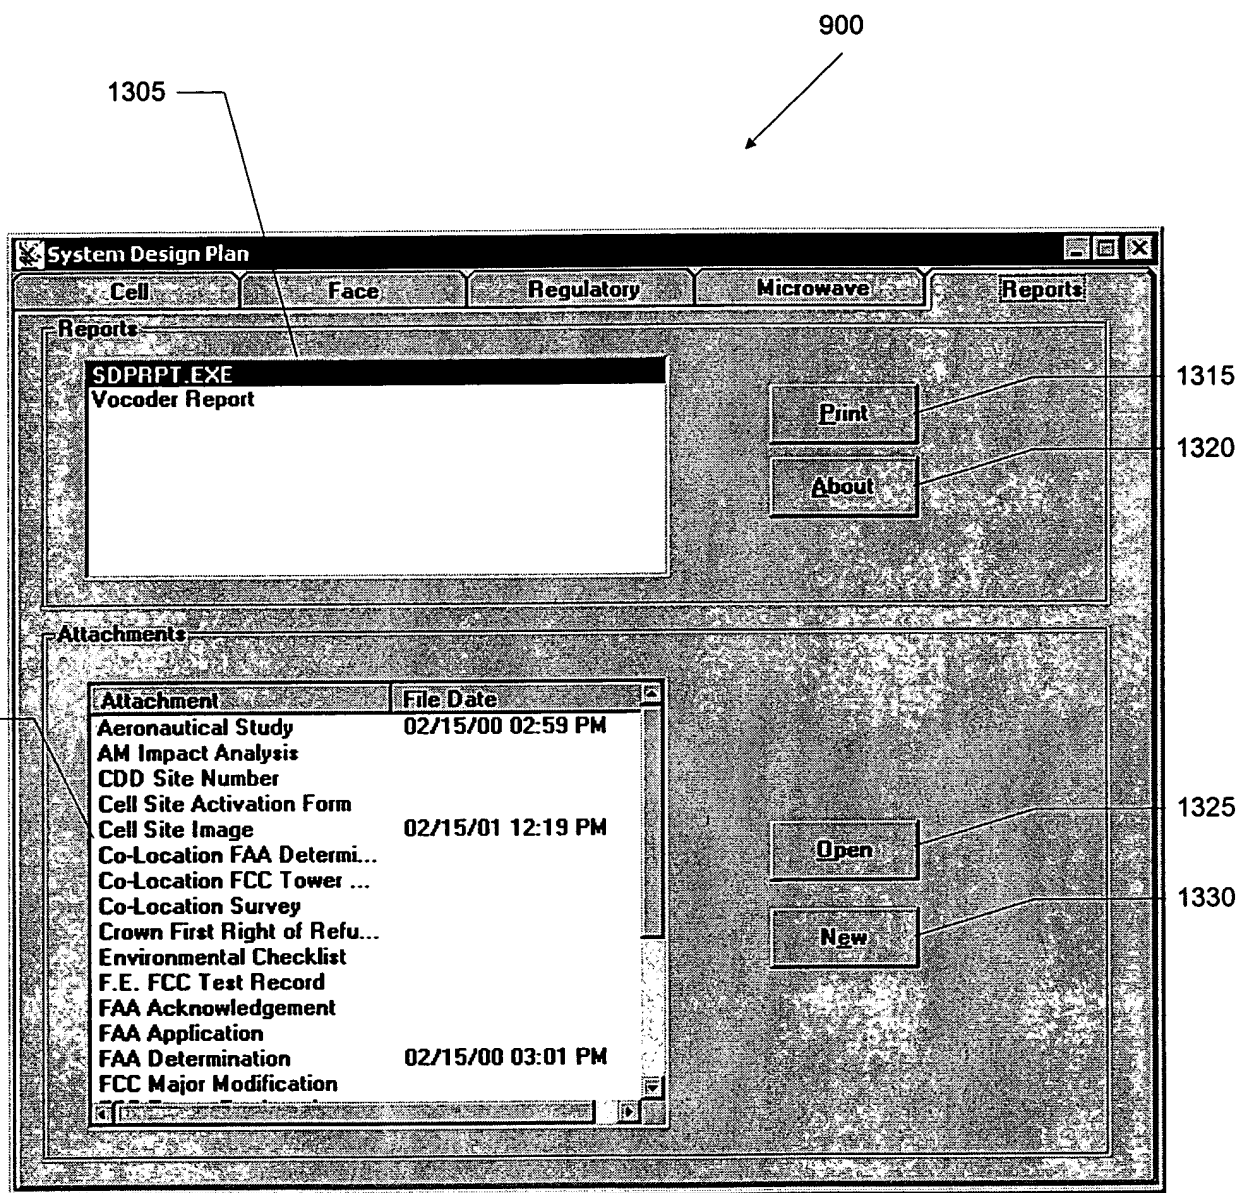 900
1305
System Design Plan
Cell Face Regulatory Microwave Reports
Reports
SDPRPT.EXE
Vocoder Report
Print
1315
About
1320
Attachments
Attachment File Date
Aeronautical Study 02/15/00 02:59 PM
AM Impact Analysis
CDD Site Number
Cell Site Activation Form
Cell Site Image 02/15/01 12:19 PM
Co-Location FAA Determi...
Co-Location FCC Tower ...
Co-Location Survey
Crown First Right of Refu...
Environmental Checklist
F.E. FCC Test Record
FAA Acknowledgement
FAA Application
FAA Determination 02/15/00 03:01 PM
FCC Major Modification
Open
1325
New
1330